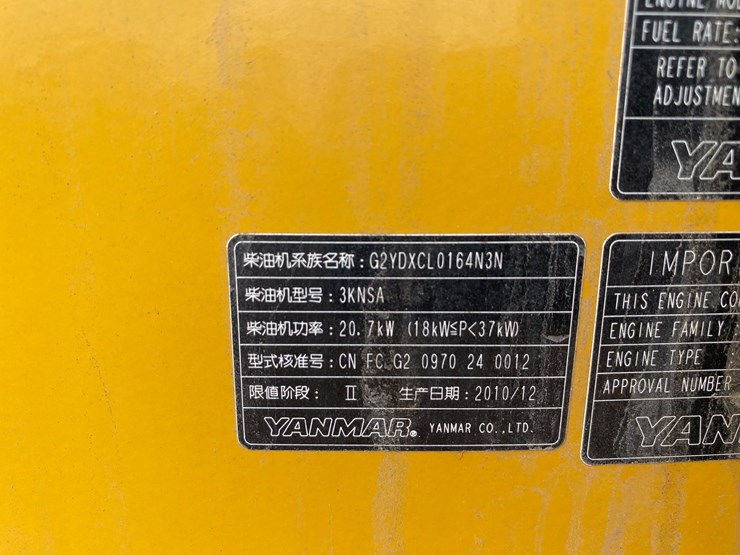 ENGINE
FUEL RATE:
REFER TO
ADJUSTMEN
YA
柴油机系族名称：G2YDXCL0164N3N
柴油机型号：3KNSA
柴油机功率：20.7kW (18kW≦P<37kW)
型式核准号：CN FC G2 0970 24 0012
限值阶段： Ⅱ 生产日期：2010/12
YANMAR® YANMAR CO.,LTD.
IMPOR
THIS ENGINE CO
ENGINE FAMILY
ENGINE TYPE
APPROVAL NUMBER
YAN